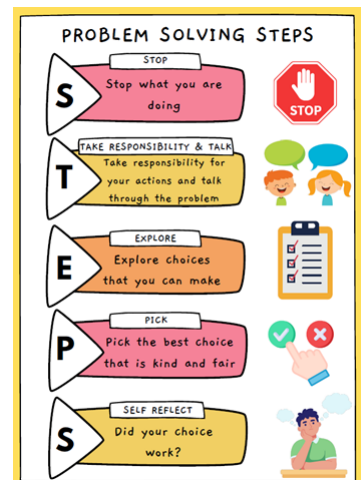 PROBLEM SOLVING STEPS
STOP
S
Stop what you are
doing
STOP
TAKE RESPONSIBILITY & TALK
T
Take responsibility for
your actions and talk
through the problem
EXPLORE
E
Explore choices
that you can make
PICK
P
Pick the best choice
that is kind and fair
SELF REFLECT
S
Did your choice
work?